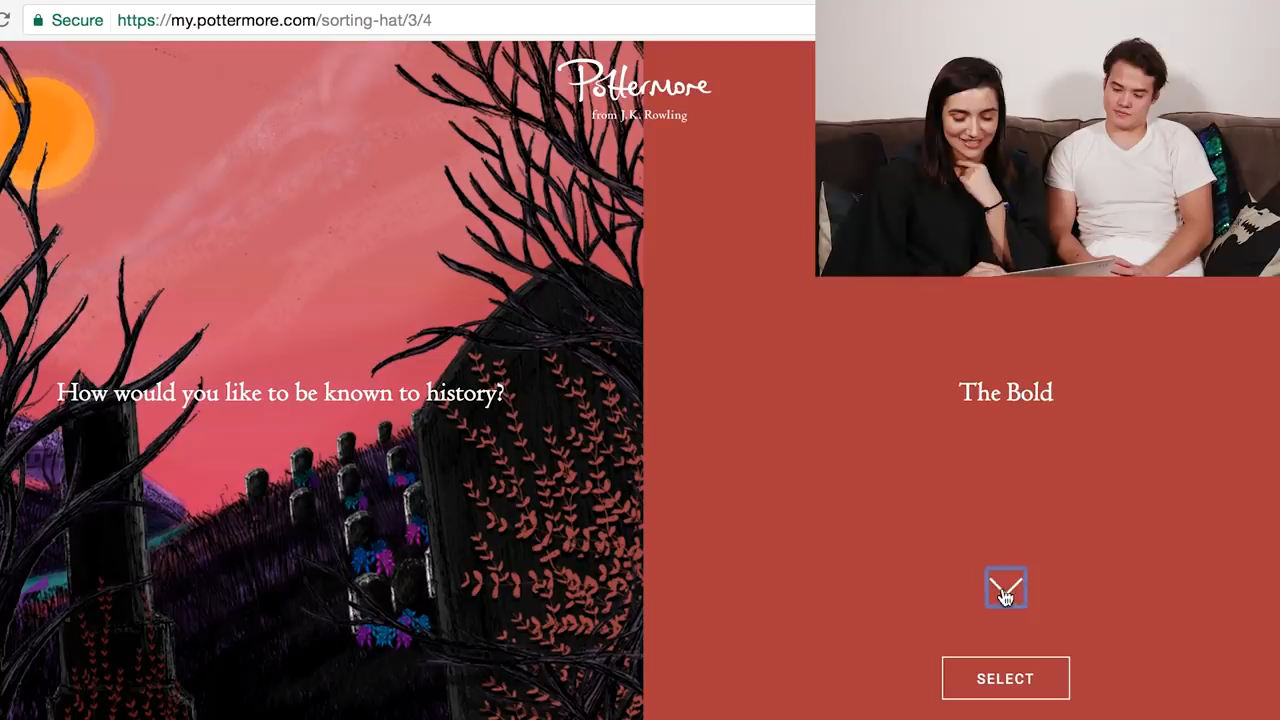 Secure
https://my.pottermore.com/sorting-hat/3/4
Pottermore
from J.K. Rowling
How would you like to be known to history?
The Bold
SELECT